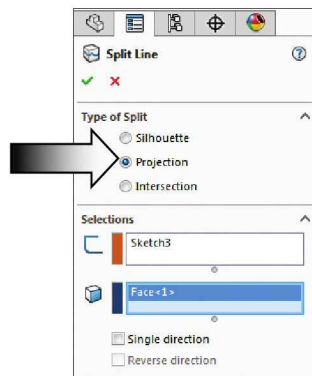 Split Line
Type of Split
Silhouette
Projection
Intersection
Selections
Sketch3
Face<1>
Single direction
Reverse direction